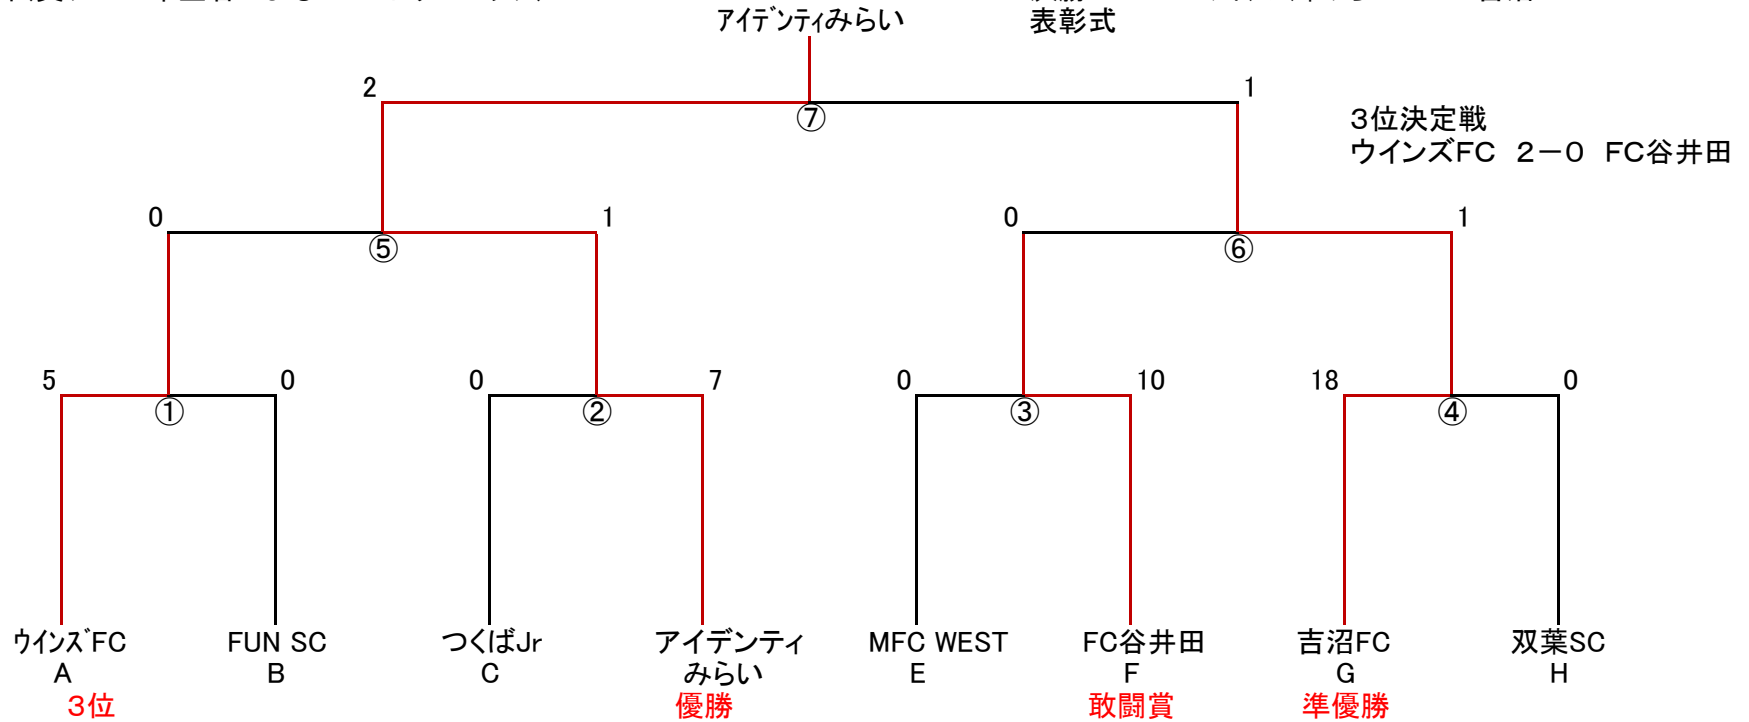 アイデンティみらい
表彰式
2
1
⑦
3位決定戦
ウインズFC 2-0 FC谷井田
0
1
0
1
⑤
⑥
5
0
0
7
0
10
18
0
①
②
③
④
ウインズFC
FUN SC
つくばJr
アイデンティ
みらい
MFC WEST
FC谷井田
吉沼FC
双葉SC
A
B
C
E
F
G
H
3位
優勝
敢闘賞
準優勝